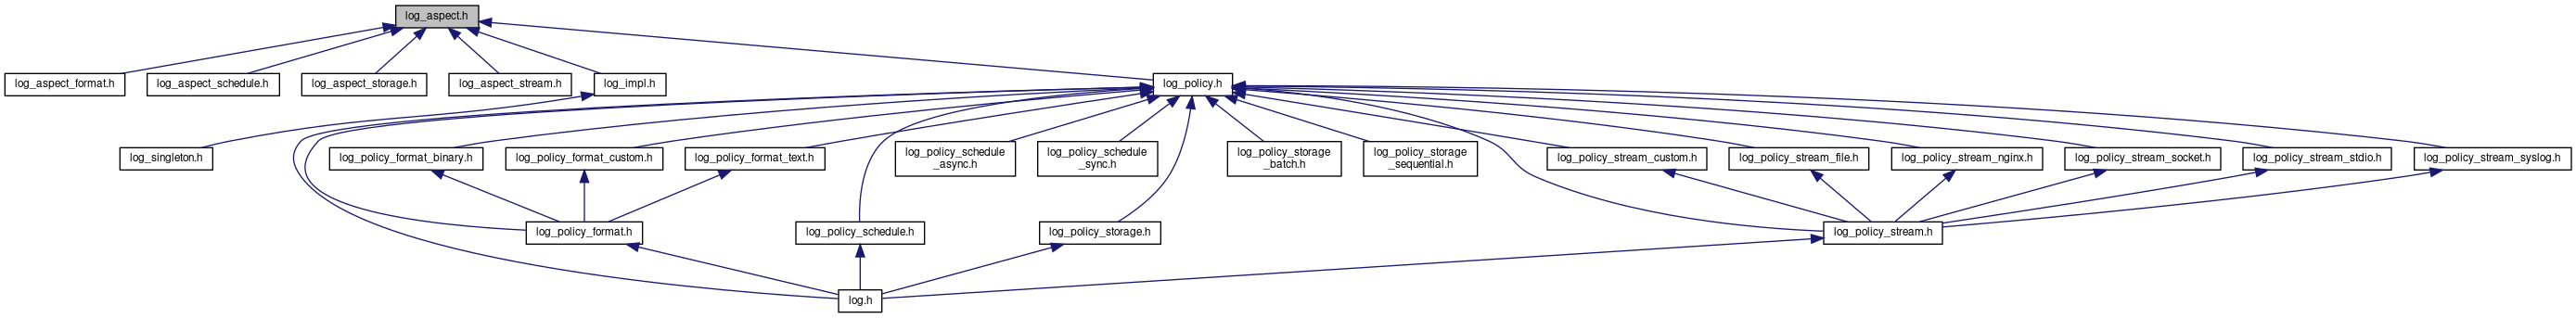 log_aspect.h
log_aspect_format.h
log_aspect_schedule.h
log_aspect_storage.h
log_aspect_stream.h
log_impl.h
log_policy.h
log_singleton.h
log_policy_format_binary.h
log_policy_format_custom.h
log_policy_format_text.h
log_policy_schedule
_async.h
log_policy_schedule
_sync.h
log_policy_storage
_batch.h
log_policy_storage
_sequential.h
log_policy_stream_custom.h
log_policy_stream_file.h
log_policy_stream_nginx.h
log_policy_stream_socket.h
log_policy_stream_stdio.h
log_policy_stream_syslog.h
log_policy_format.h
log_policy_schedule.h
log_policy_storage.h
log_policy_stream.h
log.h